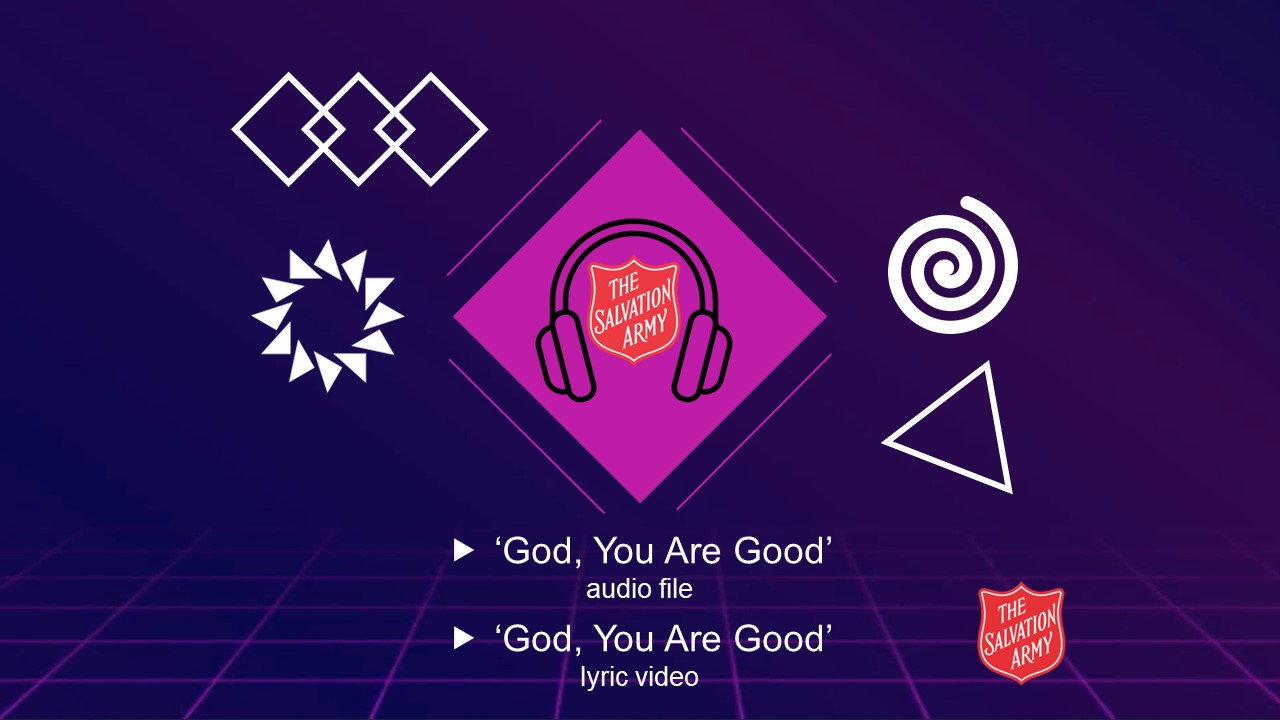 THE
SALVATION
ARMY
‘God, You Are Good’
audio file
‘God, You Are Good’
lyric video
THE
SALVATION
ARMY